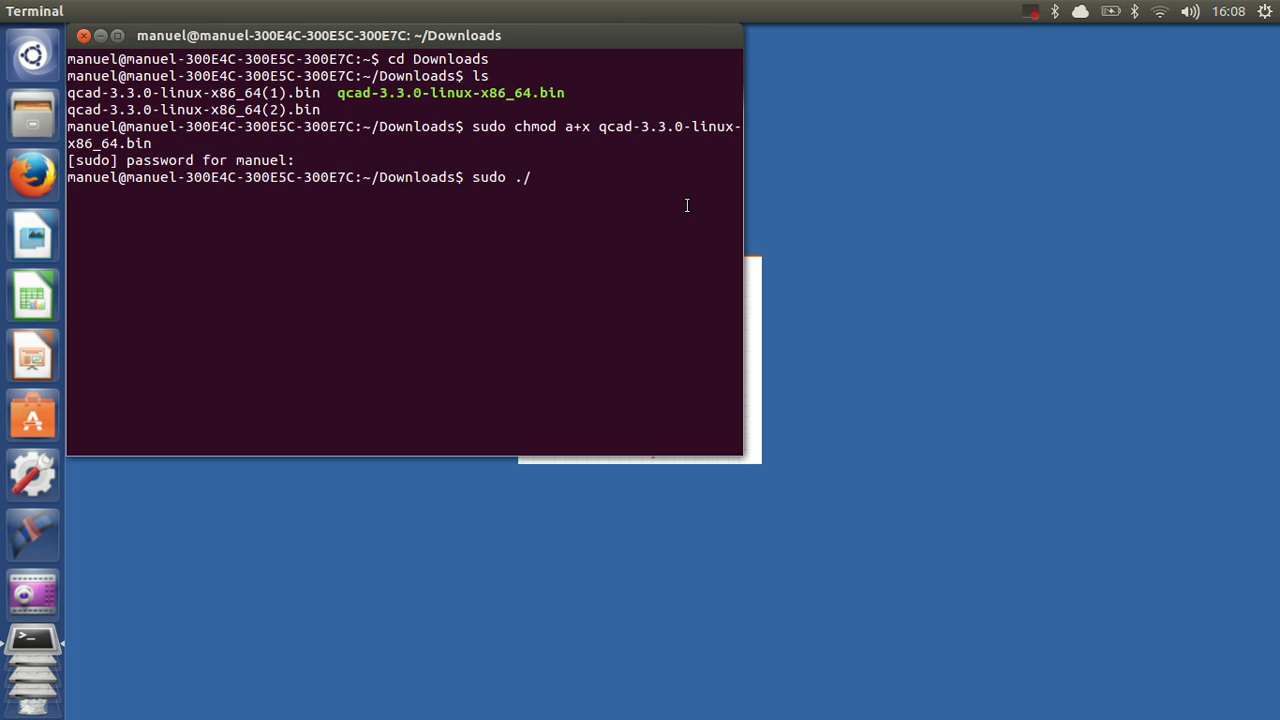 Terminal
16:08
manuel@manuel-300E4C-300E5C-300E7C: ~/Downloads
manuel@manuel-300E4C-300E5C-300E7C:~$ cd Downloads
manuel@manuel-300E4C-300E5C-300E7C:~/Downloads$ ls
qcad-3.3.0-linux-x86_64(1).bin  qcad-3.3.0-linux-x86_64.bin
qcad-3.3.0-linux-x86_64(2).bin
manuel@manuel-300E4C-300E5C-300E7C:~/Downloads$ sudo chmod a+x qcad-3.3.0-linux-
x86_64.bin
[sudo] password for manuel:
manuel@manuel-300E4C-300E5C-300E7C:~/Downloads$ sudo ./